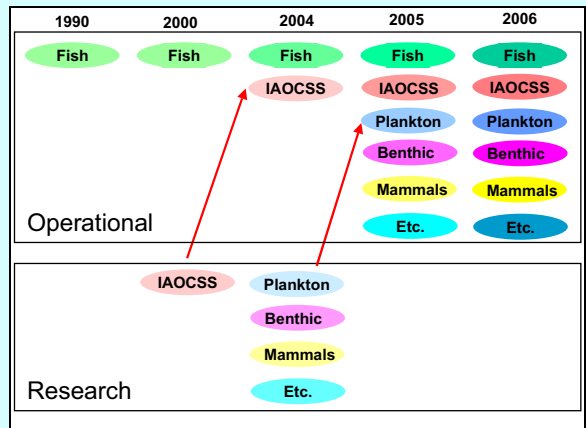 1990 2000 2004 2005 2006
Fish Fish Fish Fish Fish
IAOCSS IAOCSS IAOCSS
Plankton Plankton
Benthic Benthic
Mammals Mammals
Operational Etc. Etc.
IAOCSS Plankton
Benthic
Mammals
Research Etc.